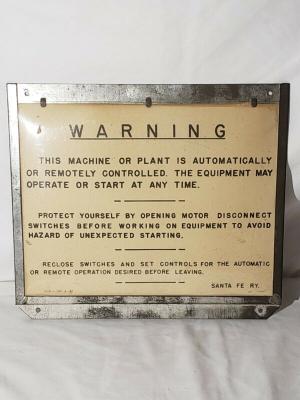 WARNING
THIS MACHINE OR PLANT IS AUTOMATICALLY
OR REMOTELY CONTROLLED. THE EQUIPMENT MAY
OPERATE OR START AT ANY TIME.
PROTECT YOURSELF BY OPENING MOTOR DISCONNECT
SWITCHES BEFORE WORKING ON EQUIPMENT TO AVOID
HAZARD OF UNEXPECTED STARTING.
RECLOSE SWITCHES AND SET CONTROLS FOR THE AUTOMATIC
OR REMOTE OPERATION DESIRED BEFORE LEAVING.
SANTA FE RY.